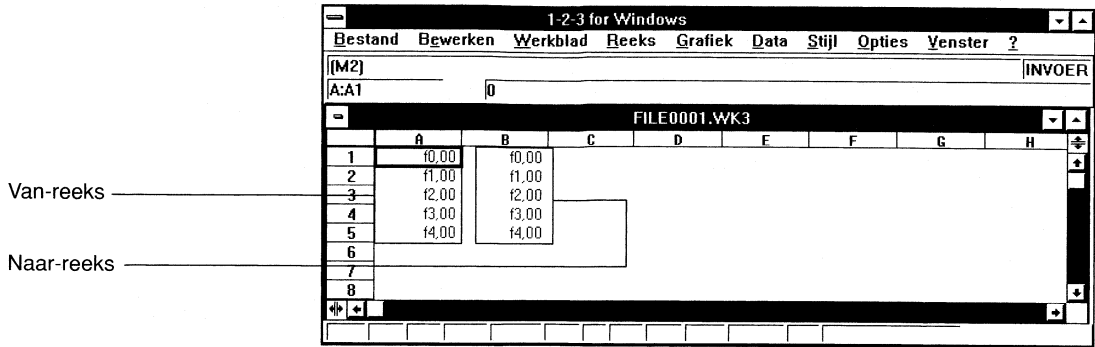 1-2-3 for Windows
Bestand Bewerken Werkblad Reeks Grafiek Data Stijl Opties Venster ?
(M2) INVOER
A:A1 0
FILE0001.WK3
A B C D E F G H
1 f0,00 f0,00
2 f1,00 f1,00
Van-reeks
3 f2,00 f2,00
4 f3,00 f3,00
5 f4,00 f4,00
6
Naar-reeks
7
8